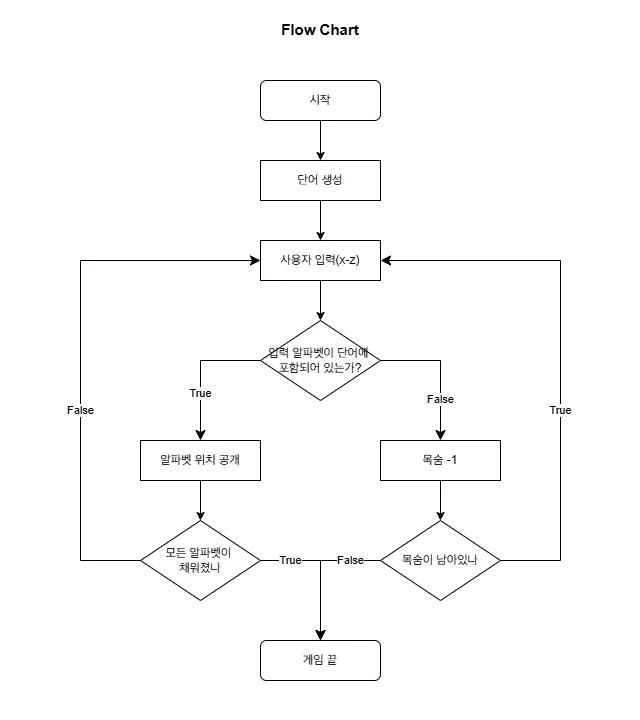 Flow Chart
시작
단어 생성
사용자 입력(x-z)
입력 알파벳이 단어에
포함되어 있는가?
True
False
False
True
알파벳 위치 공개
목숨 -1
모든 알파벳이
채워졌나
True
False
목숨이 남아있나
게임 끝